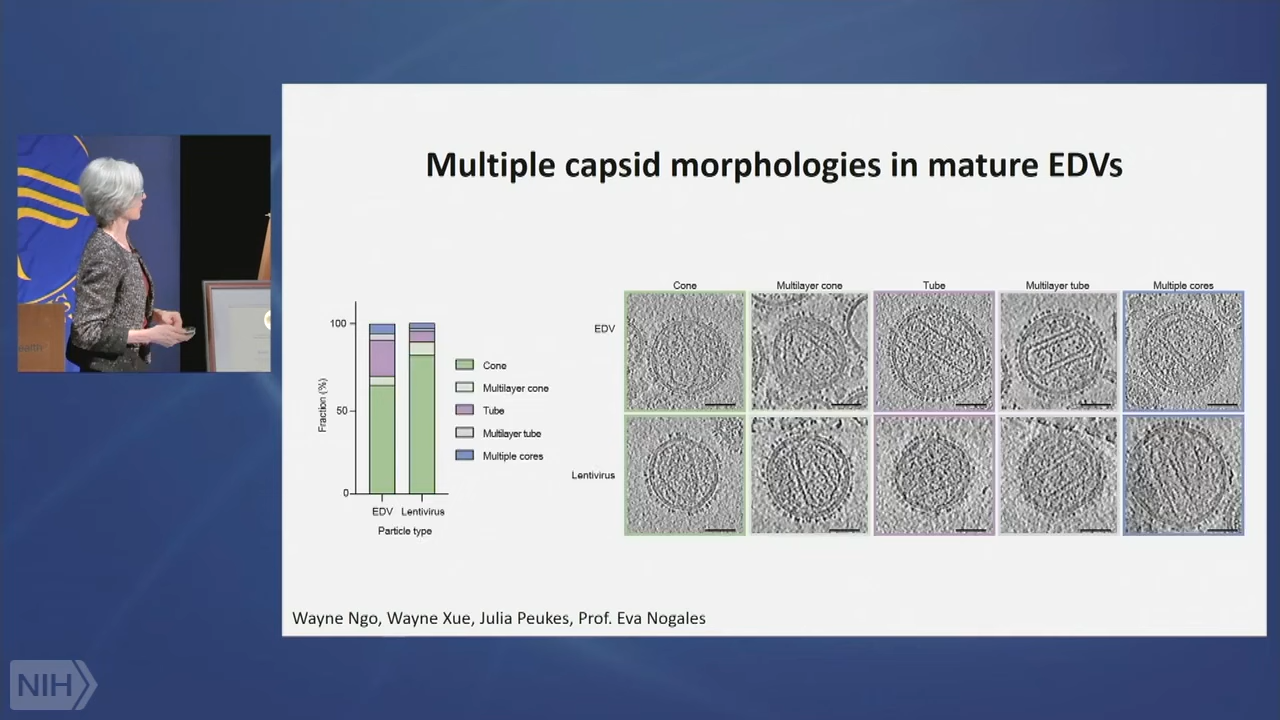 Multiple capsid morphologies in mature EDVs
Cone
Multilayer cone
Tube
Multilayer tube
Multiple cores
EDV
Lentivirus
100
50
0
Fraction (%)
EDV
Lentivirus
Particle type
Cone
Multilayer cone
Tube
Multilayer tube
Multiple cores
Wayne Ngo, Wayne Xue, Julia Peukes, Prof. Eva Nogales
NIH